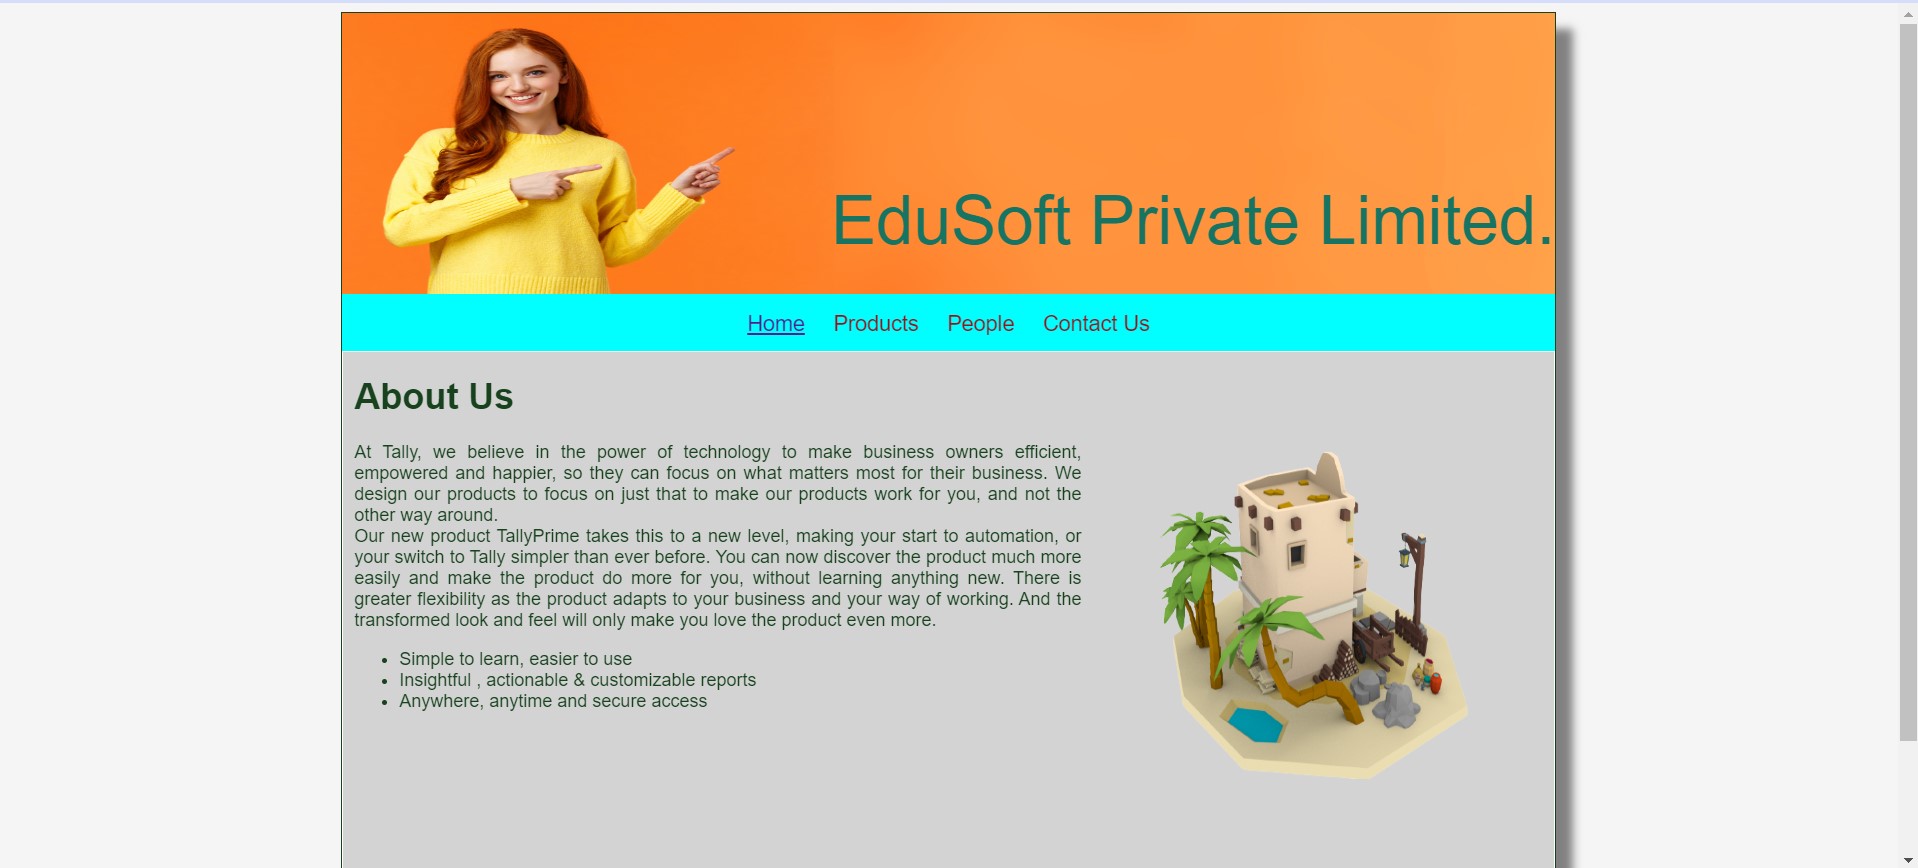 EduSoft Private Limited.
Home Products People Contact Us
About Us
At Tally, we believe in the power of technology to make business owners efficient,
empowered and happier, so they can focus on what matters most for their business. We
design our products to focus on just that to make our products work for you, and not the
other way around.
Our new product TallyPrime takes this to a new level, making your start to automation, or
your switch to Tally simpler than ever before. You can now discover the product much more
easily and make the product do more for you, without learning anything new. There is
greater flexibility as the product adapts to your business and your way of working. And the
transformed look and feel will only make you love the product even more.
• Simple to learn, easier to use
• Insightful , actionable & customizable reports
• Anywhere, anytime and secure access